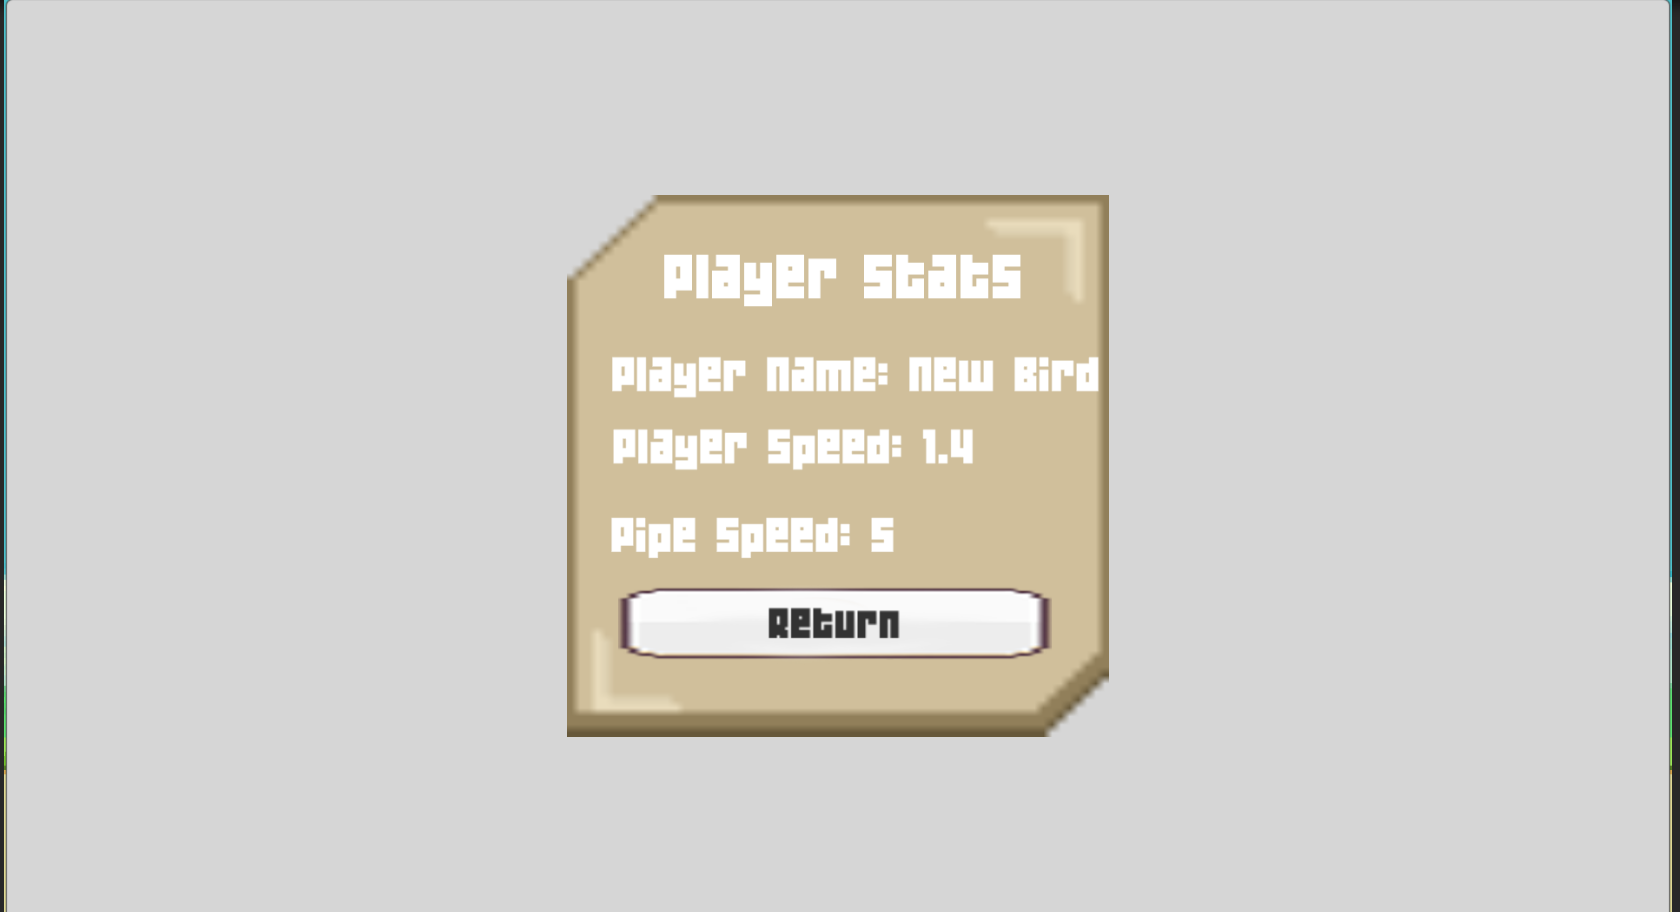 Player Stats
Player Name: New Bird
Player Speed: 1.4
Pipe Speed: 5
Return